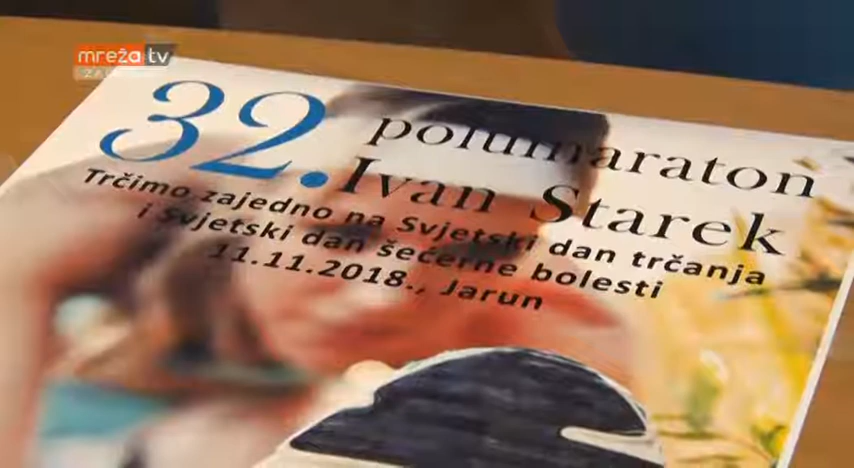 mreža tv
32. polumaraton
Ivan Starek
Trčimo zajedno na Svjetski dan trčanja
i Svjetski dan šećerne bolesti
11.11.2018., Jarun